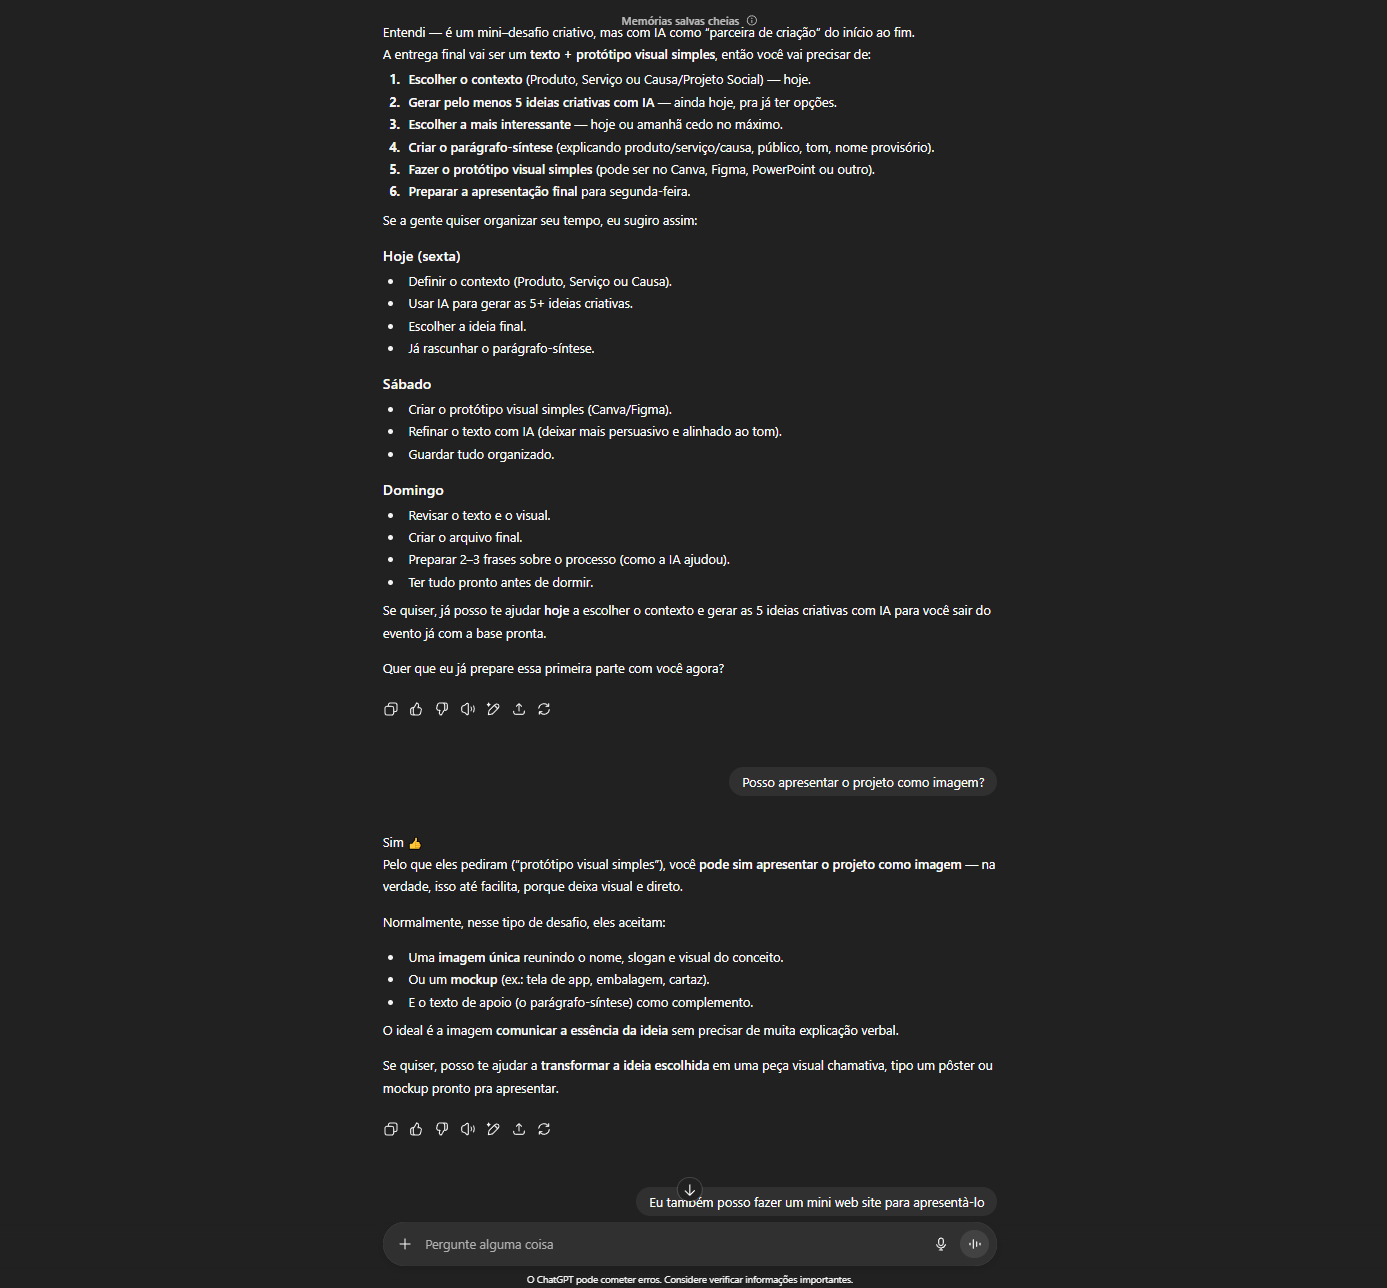 Memórias salvas cheias
Entendi — é um mini–desafio criativo, mas com IA como “parceira de criação” do início ao fim.
A entrega final vai ser um texto + protótipo visual simples, então você vai precisar de:
1. Escolher o contexto (Produto, Serviço ou Causa/Projeto Social) — hoje.
2. Gerar pelo menos 5 ideias criativas com IA — ainda hoje, pra já ter opções.
3. Escolher a mais interessante — hoje ou amanhã cedo no máximo.
4. Criar o parágrafo-síntese (explicando produto/serviço/causa, público, tom, nome provisório).
5. Fazer o protótipo visual simples (pode ser no Canva, Figma, PowerPoint ou outro).
6. Preparar a apresentação final para segunda-feira.
Se a gente quiser organizar seu tempo, eu sugiro assim:
Hoje (sexta)
• Definir o contexto (Produto, Serviço ou Causa).
• Usar IA para gerar as 5+ ideias criativas.
• Escolher a ideia final.
• Já rascunhar o parágrafo-síntese.
Sábado
• Criar o protótipo visual simples (Canva/Figma).
• Refinar o texto com IA (deixar mais persuasivo e alinhado ao tom).
• Guardar tudo organizado.
Domingo
• Revisar o texto e o visual.
• Criar o arquivo final.
• Preparar 2–3 frases sobre o processo (como a IA ajudou).
• Ter tudo pronto antes de dormir.
Se quiser, já posso te ajudar hoje a escolher o contexto e gerar as 5 ideias criativas com IA para você sair do
evento já com a base pronta.
Quer que eu já prepare essa primeira parte com você agora?
Posso apresentar o projeto como imagem?
Sim 👍
Pelo que eles pediram (“protótipo visual simples”), você pode sim apresentar o projeto como imagem — na
verdade, isso até facilita, porque deixa visual e direto.
Normalmente, nesse tipo de desafio, eles aceitam:
• Uma imagem única reunindo o nome, slogan e visual do conceito.
• Ou um mockup (ex.: tela de app, embalagem, cartaz).
• E o texto de apoio (o parágrafo-síntese) como complemento.
O ideal é a imagem comunicar a essência da ideia sem precisar de muita explicação verbal.
Se quiser, posso te ajudar a transformar a ideia escolhida em uma peça visual chamativa, tipo um pôster ou
mockup pronto pra apresentar.
Eu também posso fazer um mini web site para apresentà-lo
Pergunte alguma coisa
O ChatGPT pode cometer erros. Considere verificar informações importantes.